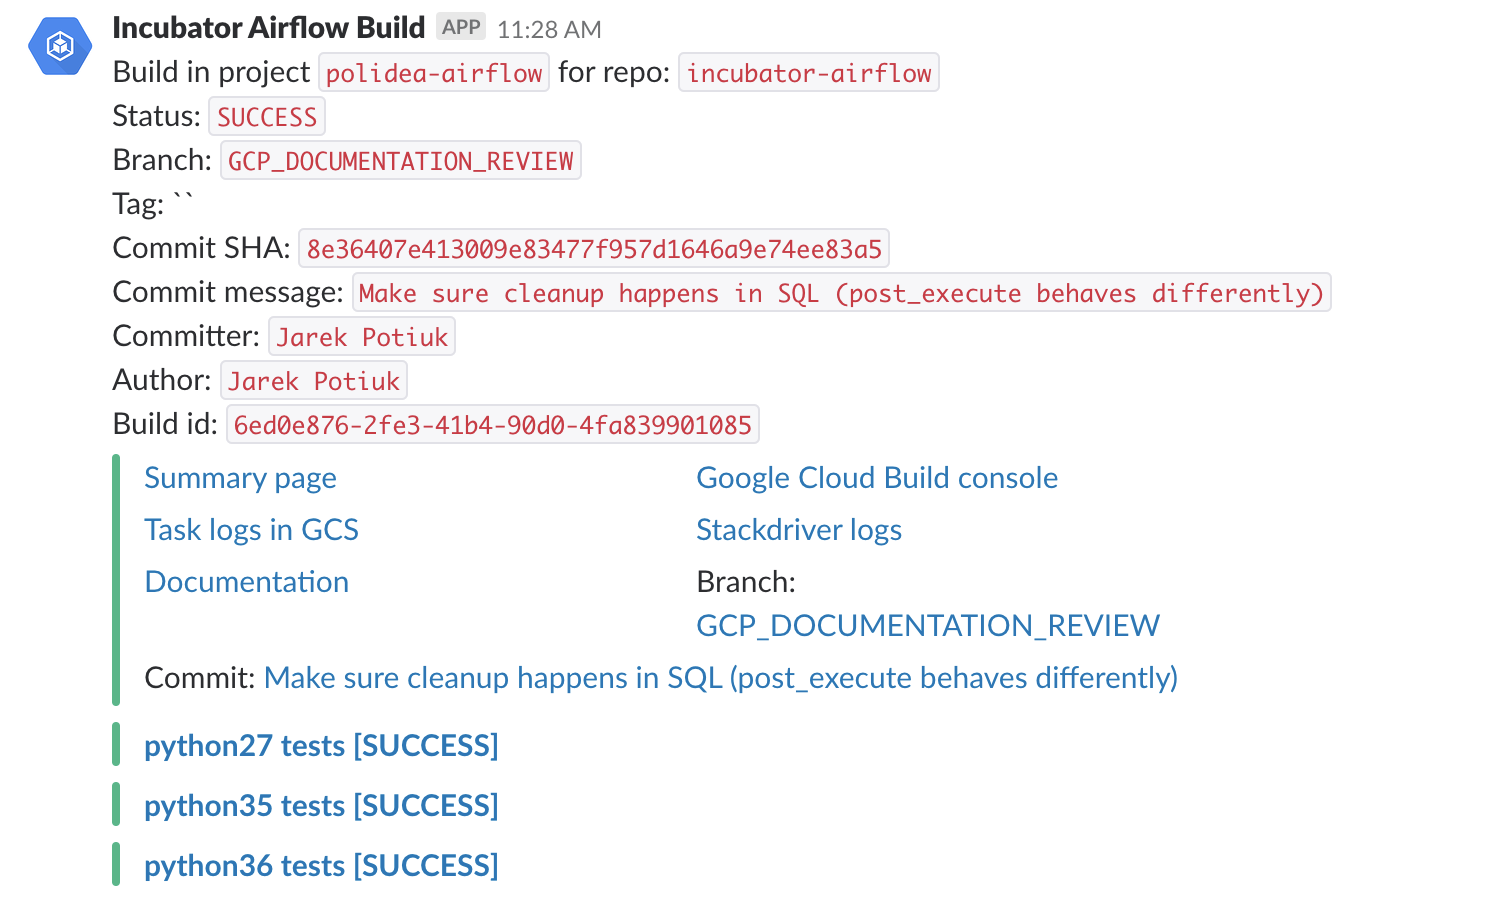 Incubator Airflow Build APP 11:28 AM
Build in project polidea-airflow for repo: incubator-airflow
Status: SUCCESS
Branch: GCP_DOCUMENTATION_REVIEW
Tag: ``
Commit SHA: 8e36407e413009e83477f957d1646a9e74ee83a5
Commit message: Make sure cleanup happens in SQL (post_execute behaves differently)
Committer: Jarek Potiuk
Author: Jarek Potiuk
Build id: 6ed0e876-2fe3-41b4-90d0-4fa839901085
Summary page Google Cloud Build console
Task logs in GCS Stackdriver logs
Documentation Branch:
GCP_DOCUMENTATION_REVIEW
Commit: Make sure cleanup happens in SQL (post_execute behaves differently)
python27 tests [SUCCESS]
python35 tests [SUCCESS]
python36 tests [SUCCESS]